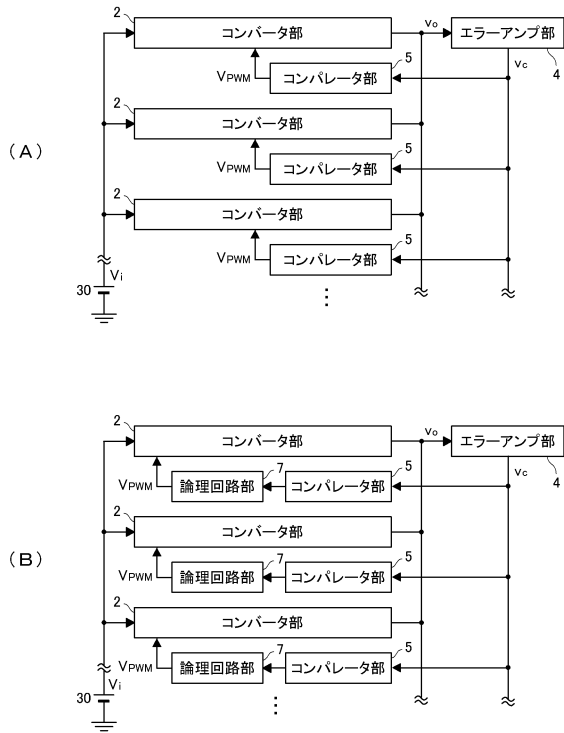 2 コンバータ部 vo エラーアンプ部
4
vc
VPWM コンパレータ部 5
2 コンバータ部
(A)
VPWM コンパレータ部 5
2 コンバータ部
VPWM コンパレータ部 5
Vi
30
⋮
2 コンバータ部 vo エラーアンプ部
4
vc
VPWM 論理回路部 7 コンパレータ部 5
2 コンバータ部
(B)
VPWM 論理回路部 7 コンパレータ部 5
2 コンバータ部
VPWM 論理回路部 7 コンパレータ部 5
Vi
30
⋮